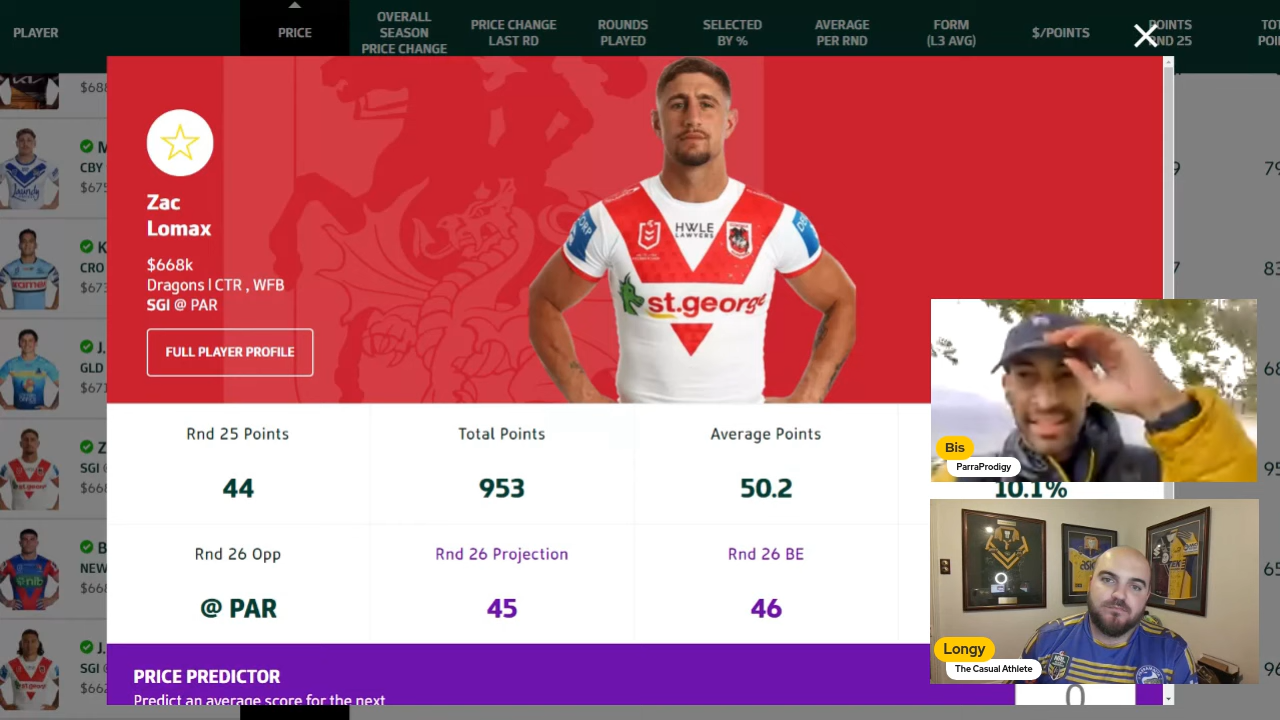 PLAYER
PRICE
OVERALL
SEASON
PRICE CHANGE
PRICE CHANGE
LAST RD
ROUNDS
PLAYED
SELECTED
BY %
AVERAGE
PER RND
FORM
(L3 AVG)
$/POINTS
POINTS
RND 25
Zac
Lomax
$668k
Dragons | CTR , WFB
SGI @ PAR
FULL PLAYER PROFILE
HWLE
LAWYERS
st.george
CBY
CRO
GLD
SGI
NEW
SGI
Rnd 25 Points
44
Total Points
953
Average Points
50.2
10.1%
Rnd 26 Opp
@ PAR
Rnd 26 Projection
45
Rnd 26 BE
46
PRICE PREDICTOR
Predict an average score for the next
0
Bis
ParraProdigy
Longy
The Casual Athlete